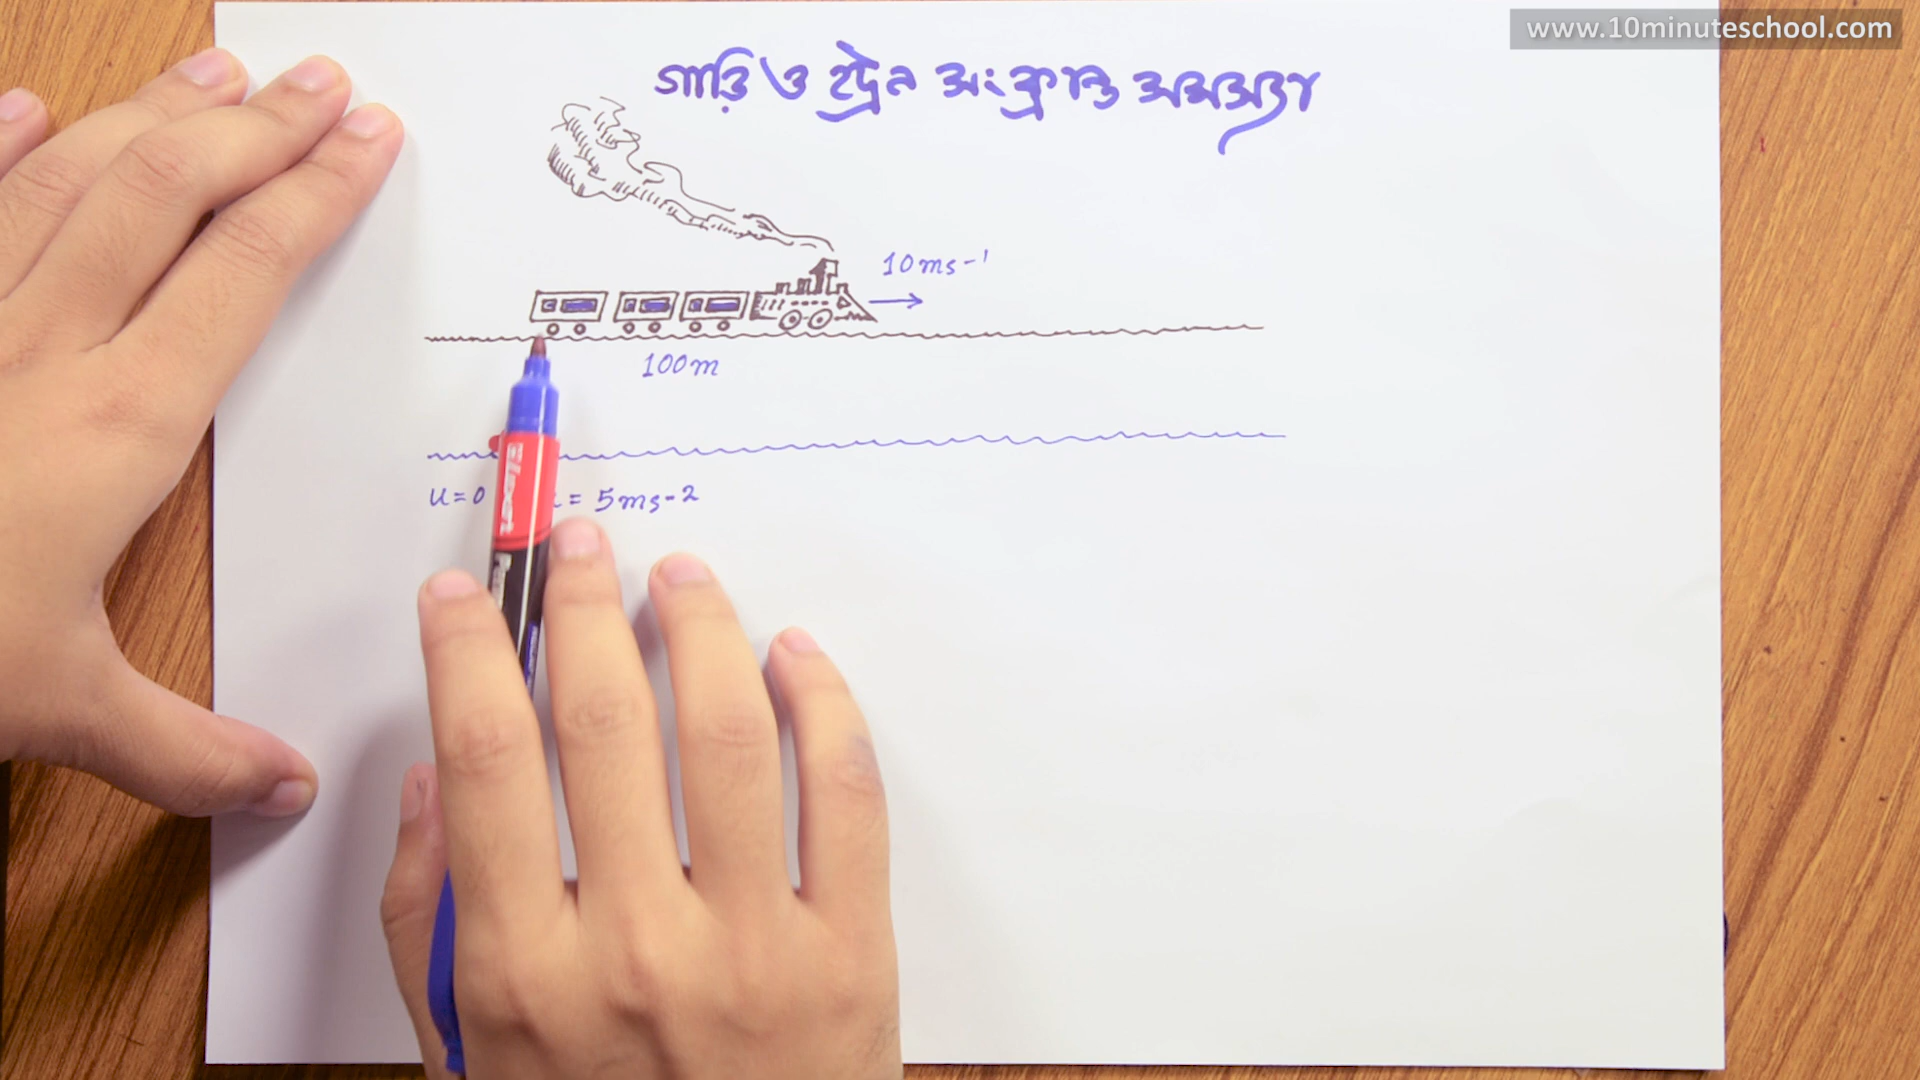 www.10minuteschool.com
গাড়ি ও ট্রেন সংক্রান্ত সমস্যা
10ms-1
100m
u=0 = 5ms-2